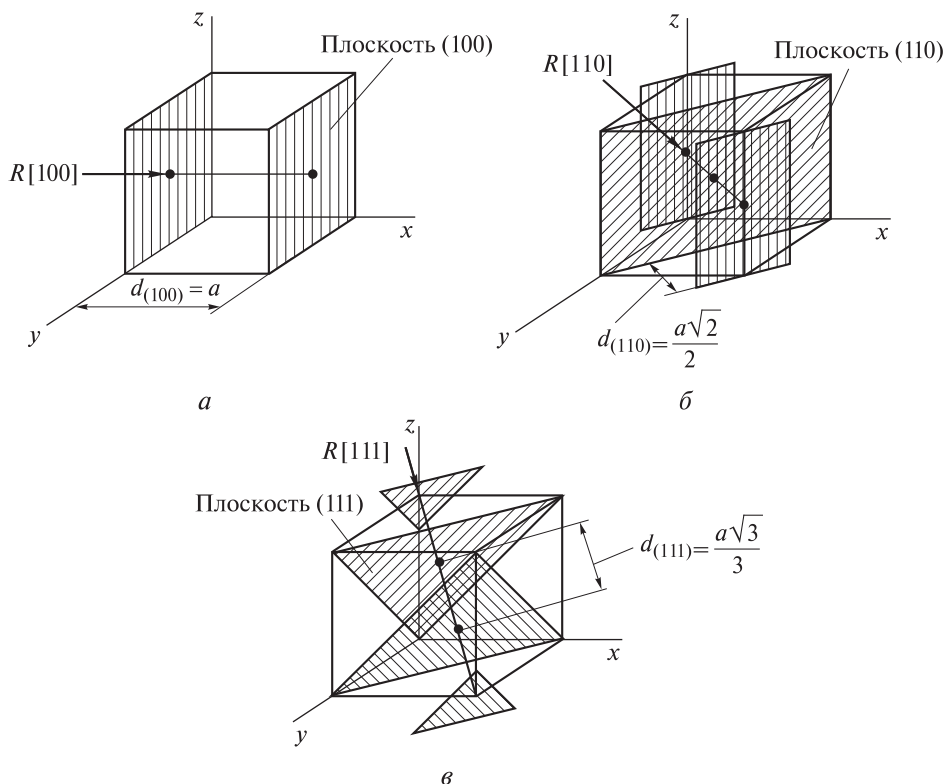 z
Плоскость (100)
R[100]
x
d(100) = a
y
а
z
Плоскость (110)
R[110]
x
y
d(110) = a√2/2
б
z
R[111]
Плоскость (111)
d(111) = a√3/3
x
y
в